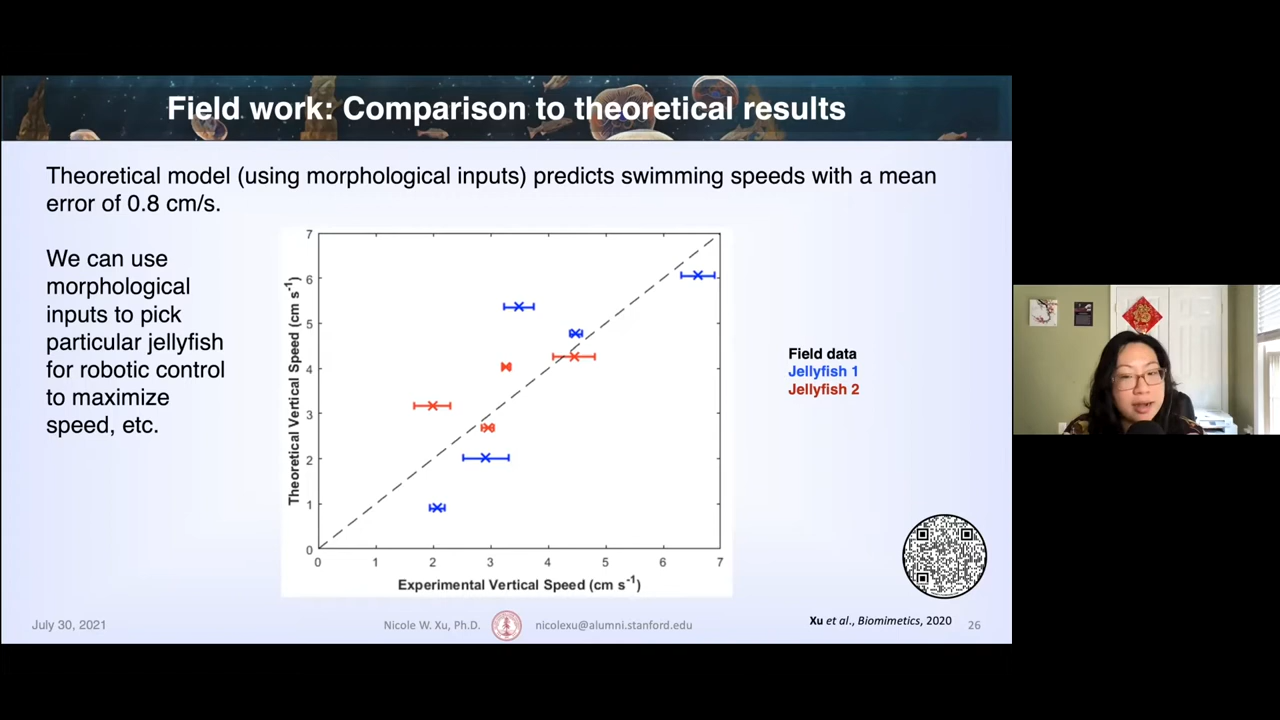 Field work: Comparison to theoretical results
Theoretical model (using morphological inputs) predicts swimming speeds with a mean
error of 0.8 cm/s.
We can use
morphological
inputs to pick
particular jellyfish
for robotic control
to maximize
speed, etc.
Theoretical Vertical Speed (cm s-1)
7
6
5
4
3
2
1
0
0 1 2 3 4 5 6 7
Experimental Vertical Speed (cm s-1)
Field data
Jellyfish 1
Jellyfish 2
July 30, 2021
Nicole W. Xu, Ph.D.
nicolexu@alumni.stanford.edu
Xu et al., Biomimetics, 2020
26